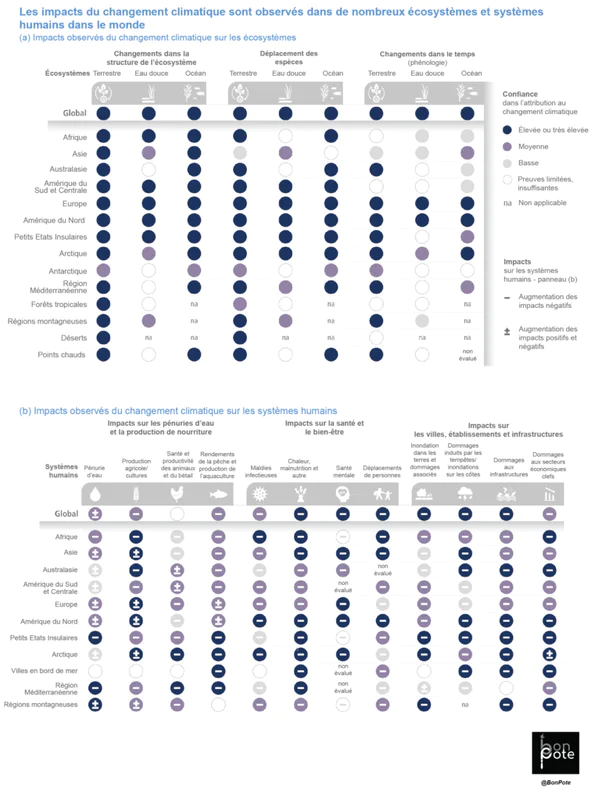 Les impacts du changement climatique sont observés dans de nombreux écosystèmes et systèmes
humains dans le monde
(a) Impacts observés du changement climatique sur les écosystèmes
Changements dans la
structure de l'écosystème
Déplacement des
espèces
Changements dans le temps
(phénologie)
Écosystèmes Terrestre Eau douce Océan Terrestre Eau douce Océan Terrestre Eau douce Océan
Global
Afrique
Asie
Australasie
Amérique du
Sud et Centrale
Europe
Amérique du Nord
Petits Etats Insulaires
Arctique
Antarctique
Région
Méditerranéenne na
Forêts tropicales na na na
Régions montagneuses na na na
Déserts na na na na na na
Points chauds non
évalué
Confiance
dans l'attribution au
changement climatique
Élevée ou très élevée
Moyenne
Basse
Preuves limitées,
insuffisantes
na Non applicable
Impacts
sur les systèmes
humains - panneau (b)
− Augmentation des
impacts négatifs
± Augmentation des
impacts positifs et
négatifs
(b) Impacts observés du changement climatique sur les systèmes humains
Impacts sur les pénuries d'eau
et la production de nourriture
Impacts sur la santé et
le bien-être
Impacts sur
les villes, établissements et infrastructures
Systèmes
humains
Pénurie
d'eau
Production
agricole/
cultures
Santé et
productivité
des animaux
et du bétail
Rendements
de la pêche et
production de
l'aquaculture
Maldies
infectieuses
Chaleur,
malnutrition et
autre
Santé
mentale
Déplacements
de personnes
Inondation
dans les
terres et
dommages
associés
Dommages
induits par les
tempêtes/
inondations
sur les côtes
Dommages
aux
infrastructures
Dommages
aux secteurs
économiques
clefs
Global
Afrique
Asie
Australasie non
évalué
Amérique du Sud
et Centrale non
évalué
Europe
Amérique du Nord
Petits Etats Insulaires
Arctique
Villes en bord de mer non
évalué
Région
Méditerranéenne non
évalué
Régions montagneuses na
bon
pote
@BonPote